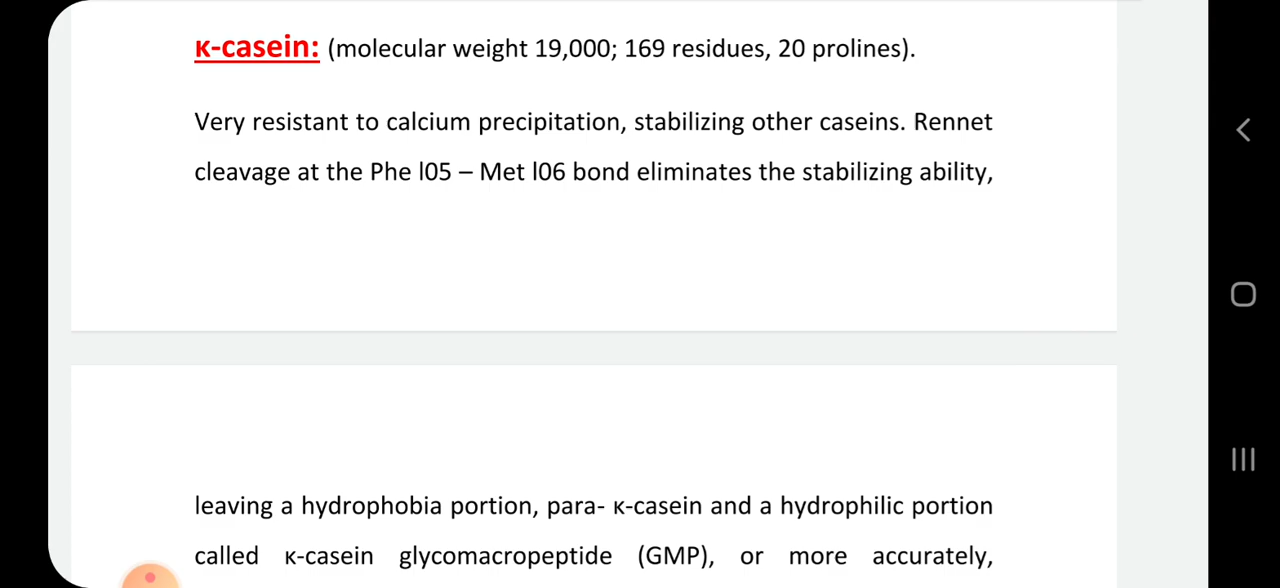 κ-casein: (molecular weight 19,000; 169 residues, 20 prolines).
Very resistant to calcium precipitation, stabilizing other caseins. Rennet
cleavage at the Phe l05 – Met l06 bond eliminates the stabilizing ability,
leaving a hydrophobia portion, para- κ-casein and a hydrophilic portion
called κ-casein glycomacropeptide (GMP), or more accurately,